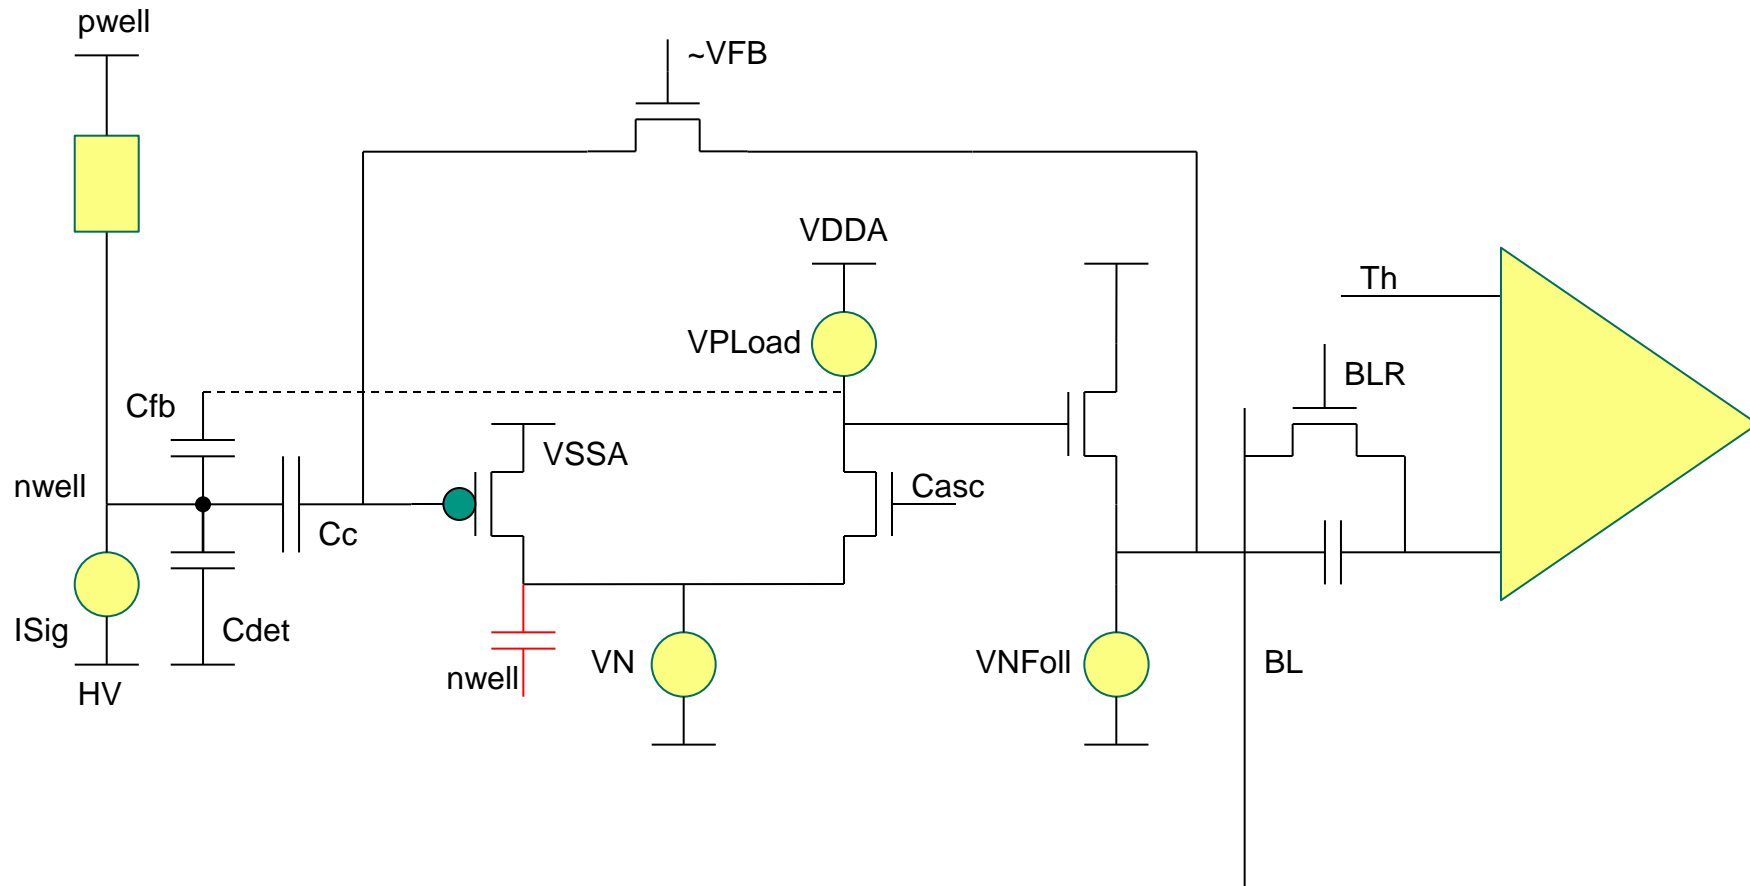 pwell
~VFB
VDDA
Th
VPLoad
BLR
Cfb
VSSA
nwell
Casc
Cc
ISig
Cdet
nwell
VN
VNFoll
BL
HV